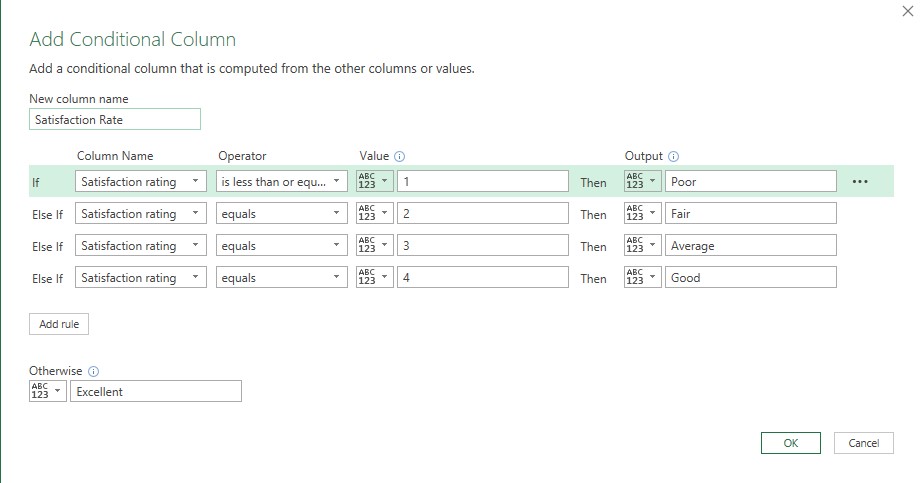 Add Conditional Column
Add a conditional column that is computed from the other columns or values.
New column name
Satisfaction Rate
Column Name Operator Value Output
If Satisfaction rating is less than or equ... ABC 123 1 Then ABC 123 Poor ...
Else If Satisfaction rating equals ABC 123 2 Then ABC 123 Fair
Else If Satisfaction rating equals ABC 123 3 Then ABC 123 Average
Else If Satisfaction rating equals ABC 123 4 Then ABC 123 Good
Add rule
Otherwise
ABC 123 Excellent
OK Cancel